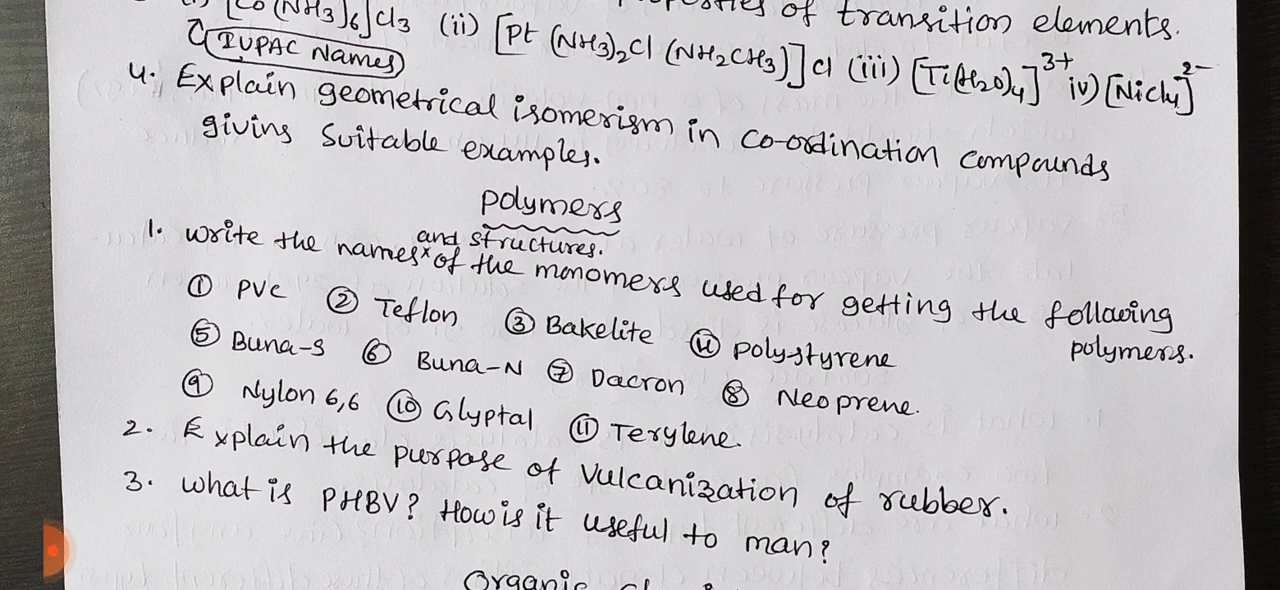 (i) [Co(NH3)6]Cl3 (ii) [Pt (NH3)2Cl (NH2CH3)]Cl (iii) [Ti(H2O)4]3+ iv) [NiCl4]2-
of transition elements.
(IUPAC Names)
4. Explain geometrical isomerism in co-ordination compounds
giving suitable examples.
polymers
1. write the names and structures. of the monomers used for getting the following
polymers.
① PVC ② Teflon ③ Bakelite ④ polystyrene
⑤ Buna-S ⑥ Buna-N ⑦ Dacron ⑧ Neoprene.
⑨ Nylon 6,6 ⑩ Glyptal ⑪ Terylene.
2. Explain the purpose of Vulcanization of rubber.
3. what is PHBV? How is it useful to man?
Organic